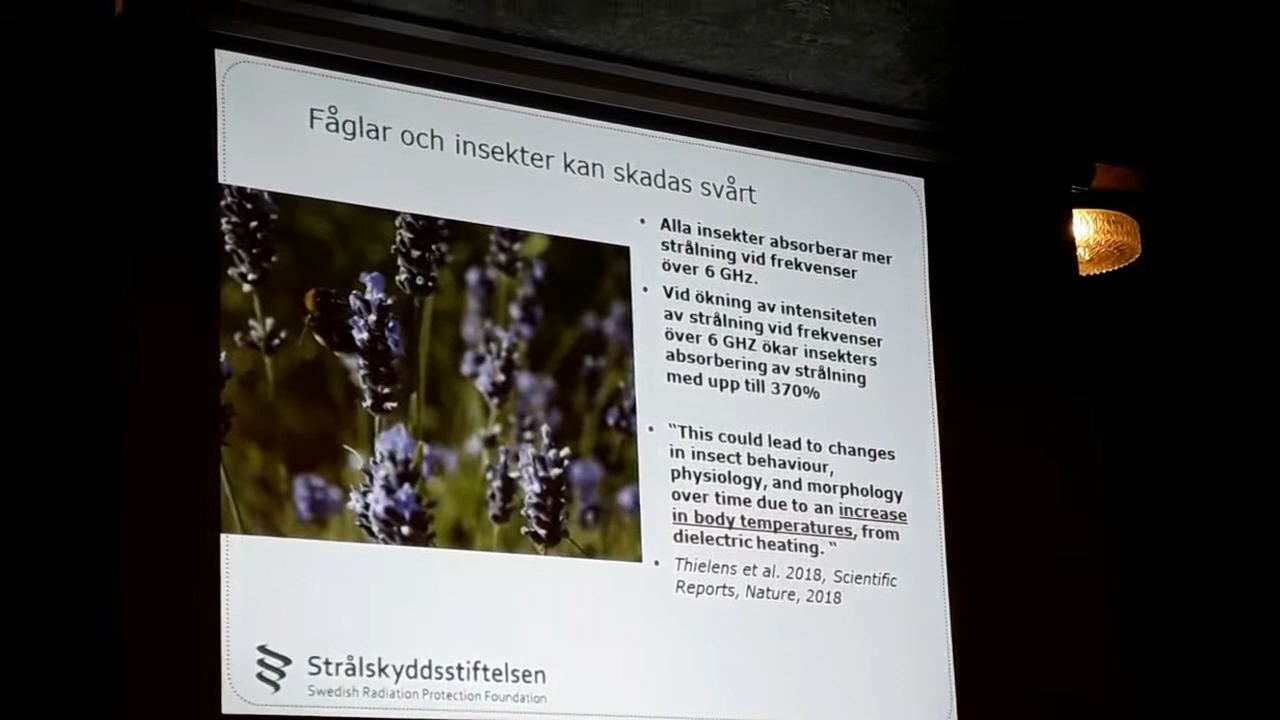 Fåglar och insekter kan skadas svårt
• Alla insekter absorberar mer
strålning vid frekvenser
över 6 GHz.
• Vid ökning av intensiteten
av strålning vid frekvenser
över 6 GHZ ökar insekters
absorbering av strålning
med upp till 370%
• "This could lead to changes
in insect behaviour,
physiology, and morphology
over time due to an increase
in body temperatures, from
dielectric heating. "
• Thielens et al. 2018, Scientific
Reports, Nature, 2018
Strålskyddsstiftelsen
Swedish Radiation Protection Foundation